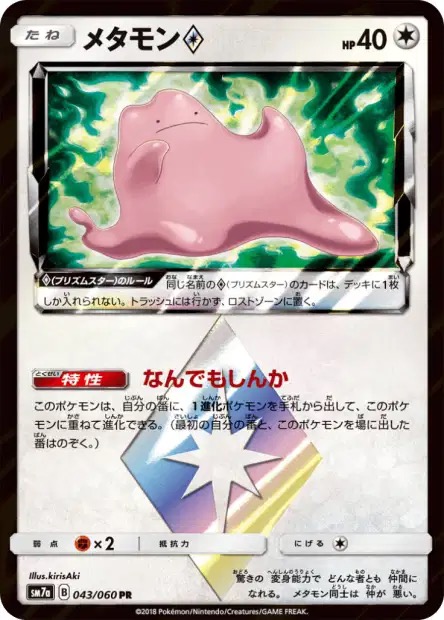 たね メタモン◇ HP40
◇(プリズムスター)のルール 同じ名前の◇(プリズムスター)のカードは、デッキに1枚
しか入れられない。トラッシュには行かず、ロストゾーンに置く。
特性 なんでもしんか
このポケモンは、自分の番に、1進化ポケモンを手札から出して、このポケ
モンに重ねて進化できる。（最初の自分の番と、このポケモンを場に出した
番はのぞく。）
弱点 ×2 抵抗力 にげる
Illus.kirisAki
SM7a B 043/060 PR
驚きの 変身能力で どんな者とも 仲間に
なれる。 メタモン同士は 仲が 悪い。
©2018 Pokémon/Nintendo/Creatures/GAME FREAK.